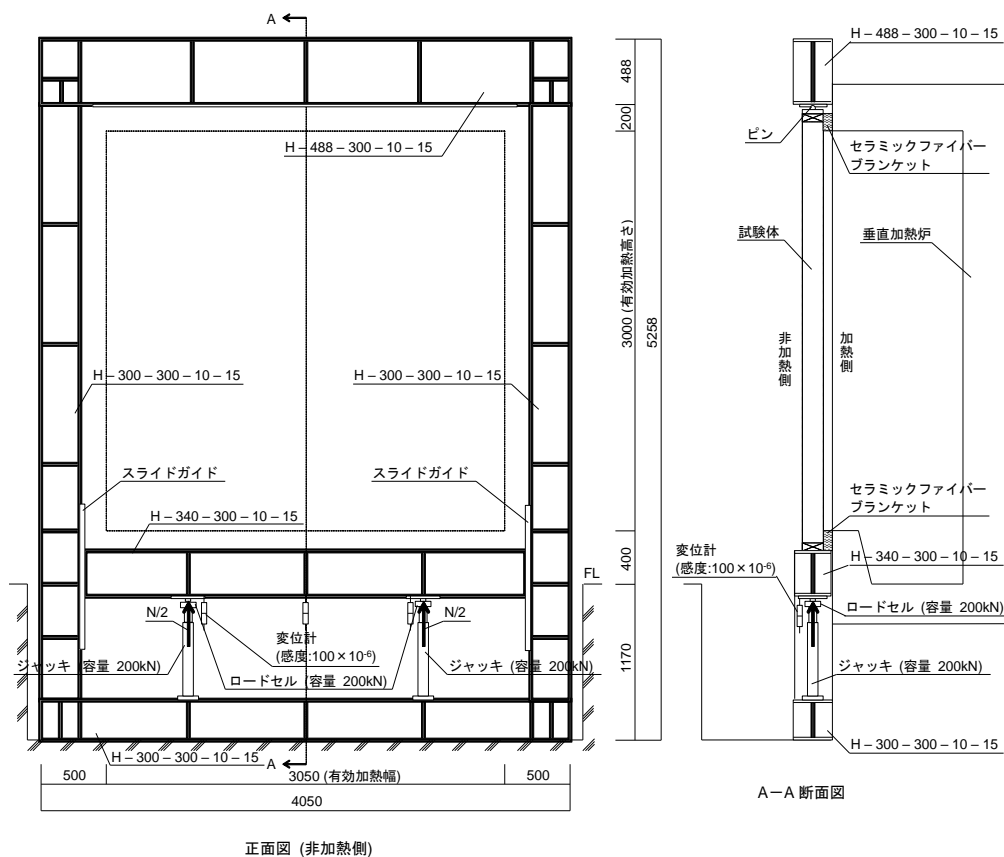 A
H－488－300－10－15
H－300－300－10－15
H－300－300－10－15
スライドガイド
スライドガイド
H－340－300－10－15
N/2
N/2
変位計
(感度:100×10⁻⁶)
ジャッキ (容量 200kN)
ロードセル (容量 200kN)
ジャッキ (容量 200kN)
H－300－300－10－15
A
500
3050 (有効加熱幅)
500
4050
正面図 (非加熱側)
488
200
3000 (有効加熱高さ)
400
1170
5258
FL
H－488－300－10－15
ピン
セラミックファイバー
ブランケット
試験体
垂直加熱炉
非加熱側
加熱側
セラミックファイバー
ブランケット
変位計
(感度:100×10⁻⁶)
H－340－300－10－15
ロードセル (容量 200kN)
ジャッキ (容量 200kN)
H－300－300－10－15
A－A 断面図